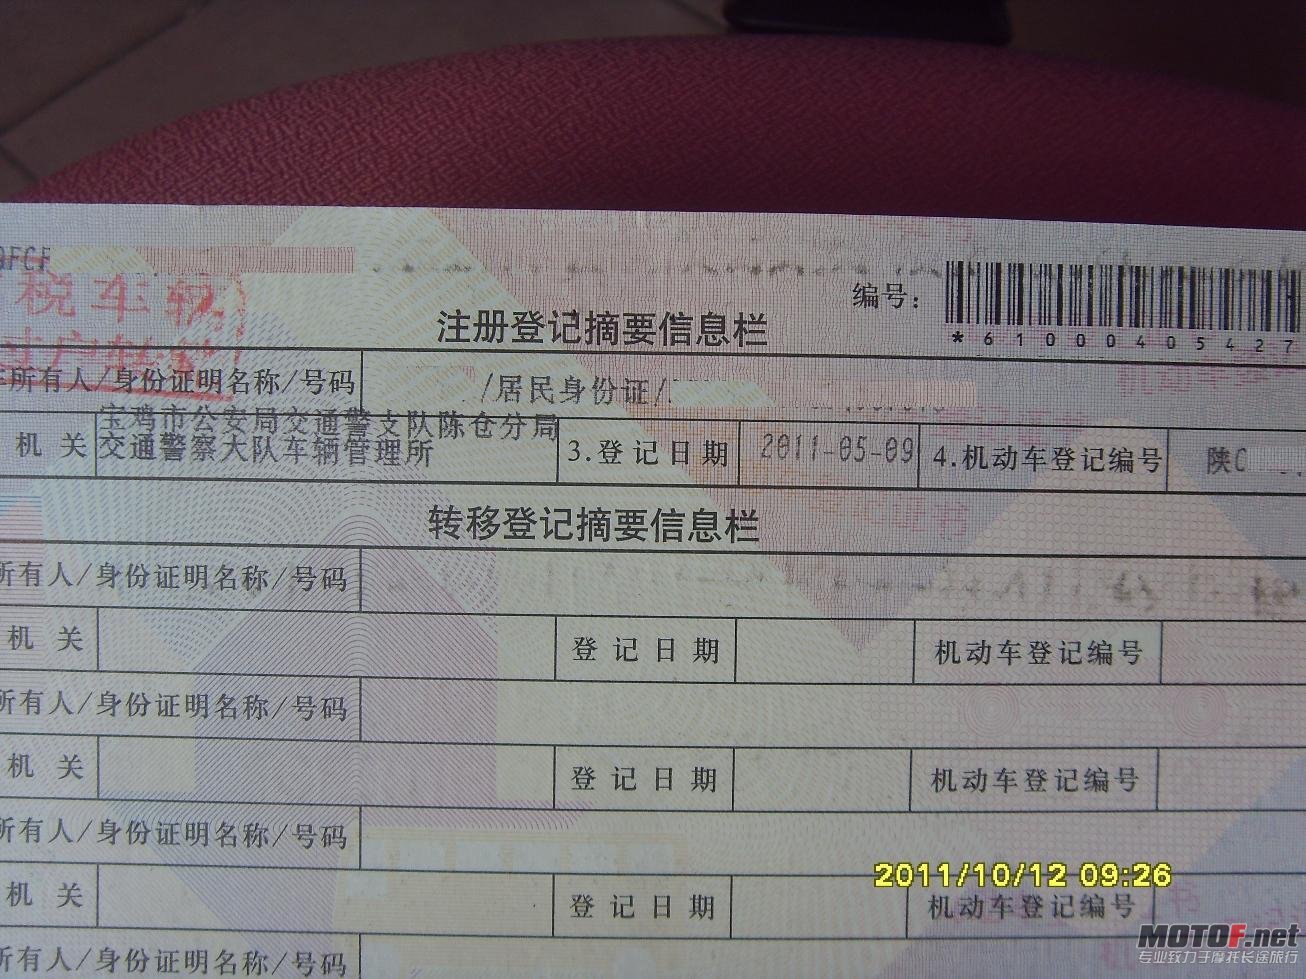 税车辆
编号：
*610004054​27
注册登记摘要信息栏
所有人/身份证明名称/号码
/居民身份证/
机关
宝鸡市公安局交通警支队陈仓分局
交通警察大队车辆管理所
3.登记日期
2011-05-09
4.机动车登记编号
陕C
转移登记摘要信息栏
所有人/身份证明名称/号码
机关
登记日期
机动车登记编号
所有人/身份证明名称/号码
机关
登记日期
机动车登记编号
所有人/身份证明名称/号码
机关
登记日期
机动车登记编号
所有人/身份证明名称/号码
2011/10/12 09:26
MOTOF.net
专业致力于摩托长途旅行